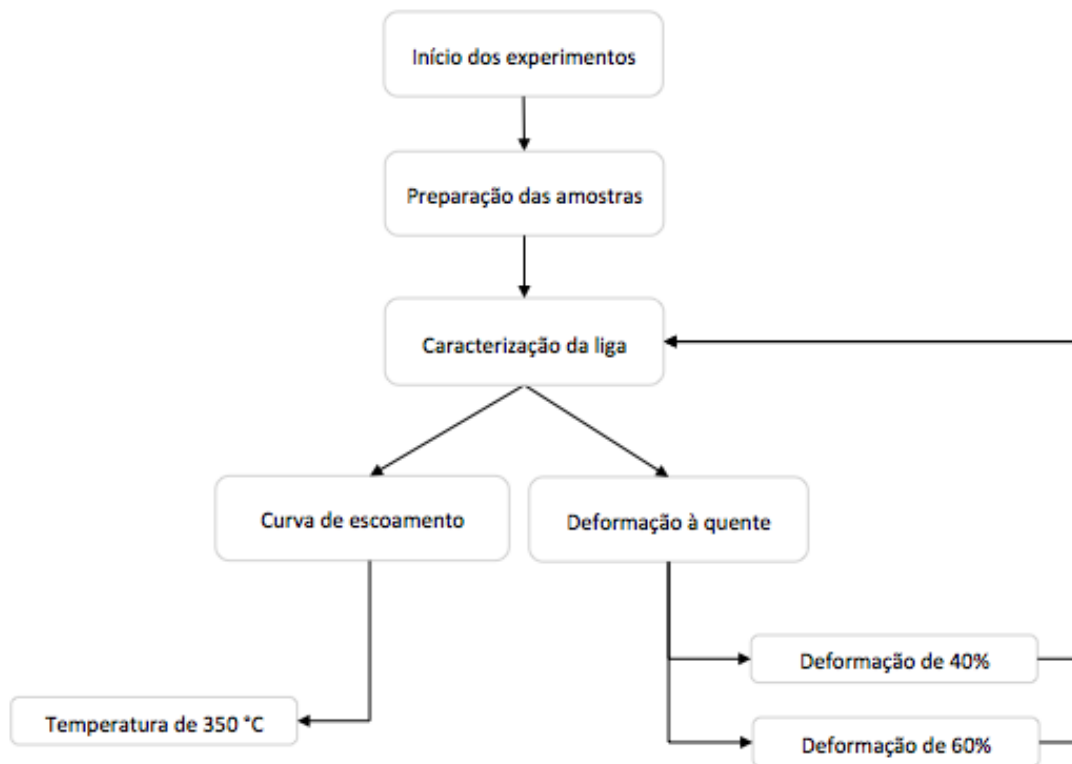 Início dos experimentos
Preparação das amostras
Caracterização da liga
Curva de escoamento
Deformação à quente
Deformação de 40%
Temperatura de 350 °C
Deformação de 60%